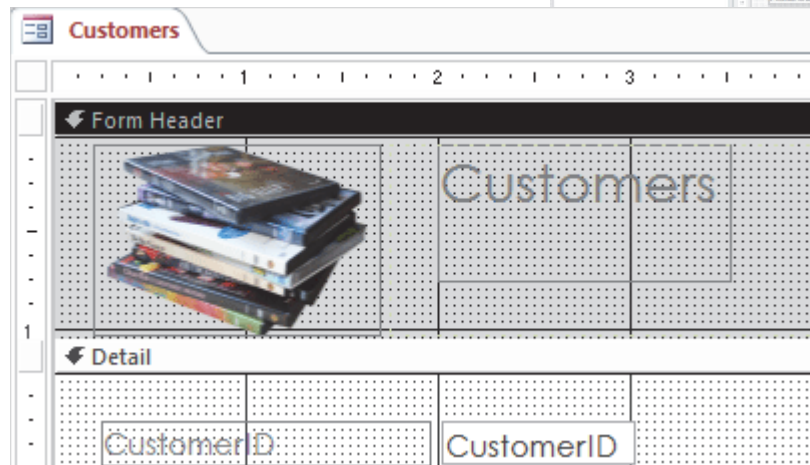 Customers
1 2 3
Form Header
Customers
1
Detail
CustomerID CustomerID